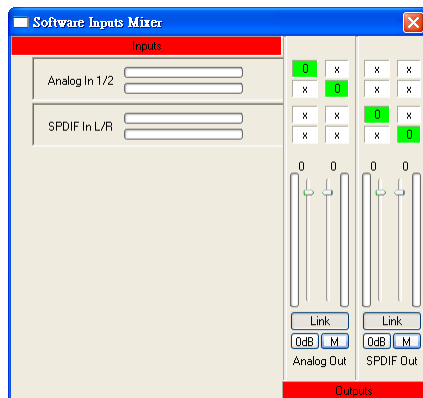 Software Inputs Mixer
Inputs
Analog In 1/2
0 x x x
x 0 x x
SPDIF In L/R
x x 0 x
x x x 0
0 0 0 0
Link Link
0dB M 0dB M
Analog Out SPDIF Out
Outputs